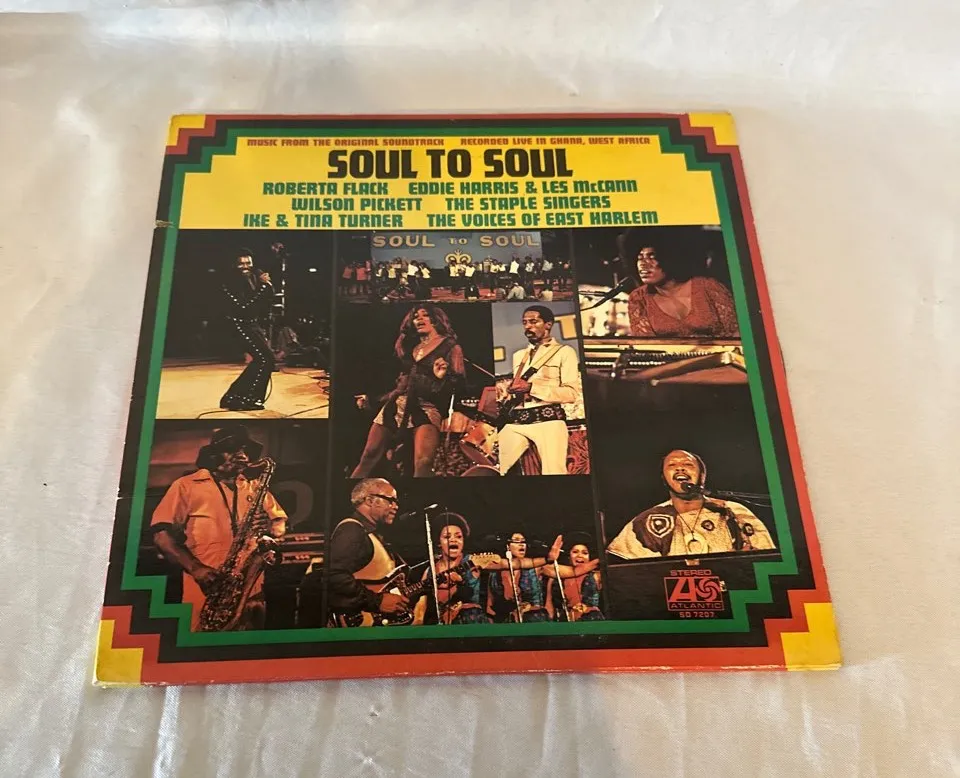 MUSIC FROM THE ORIGINAL SOUNDTRACK RECORDED LIVE IN GHANA, WEST AFRICA
SOUL TO SOUL
ROBERTA FLACK EDDIE HARRIS & LES McCANN
WILSON PICKETT THE STAPLE SINGERS
IKE & TINA TURNER THE VOICES OF EAST HARLEM
SOUL TO SOUL
STEREO
ATLANTIC
SD 7207